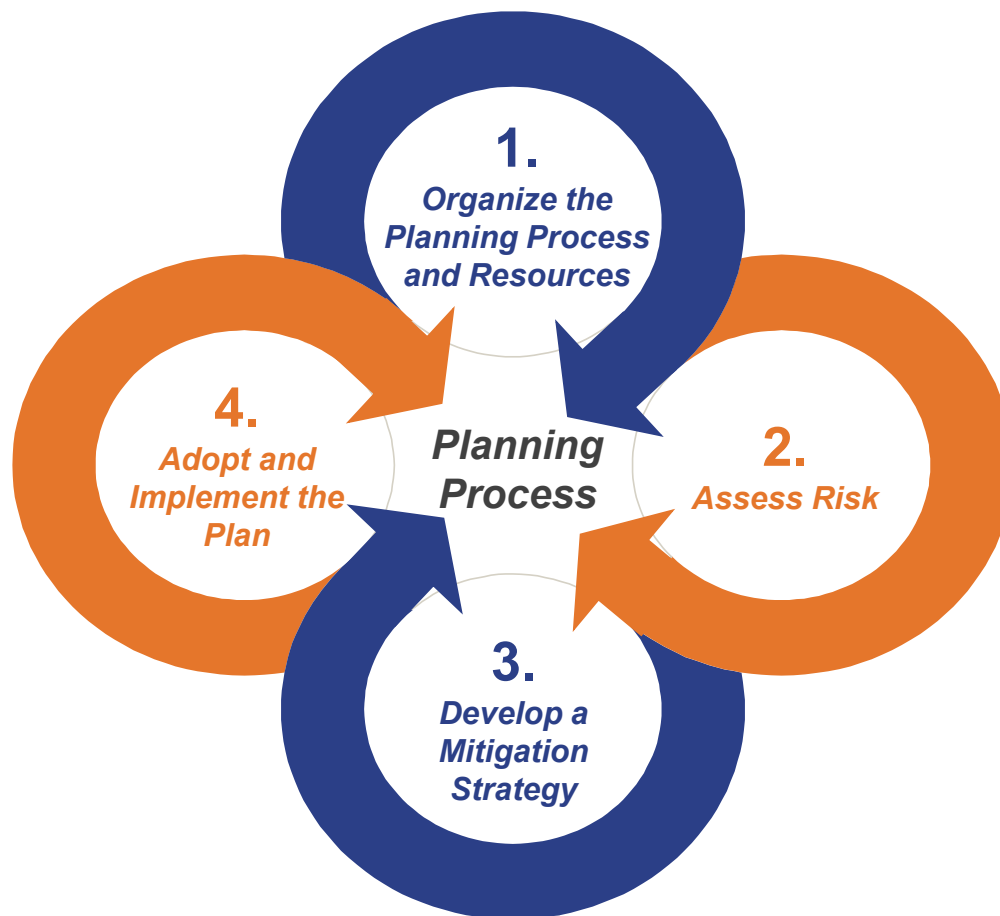 1.
Organize the
Planning Process
and Resources
2.
Assess Risk
3.
Develop a
Mitigation
Strategy
4.
Adopt and
Implement the
Plan
Planning
Process